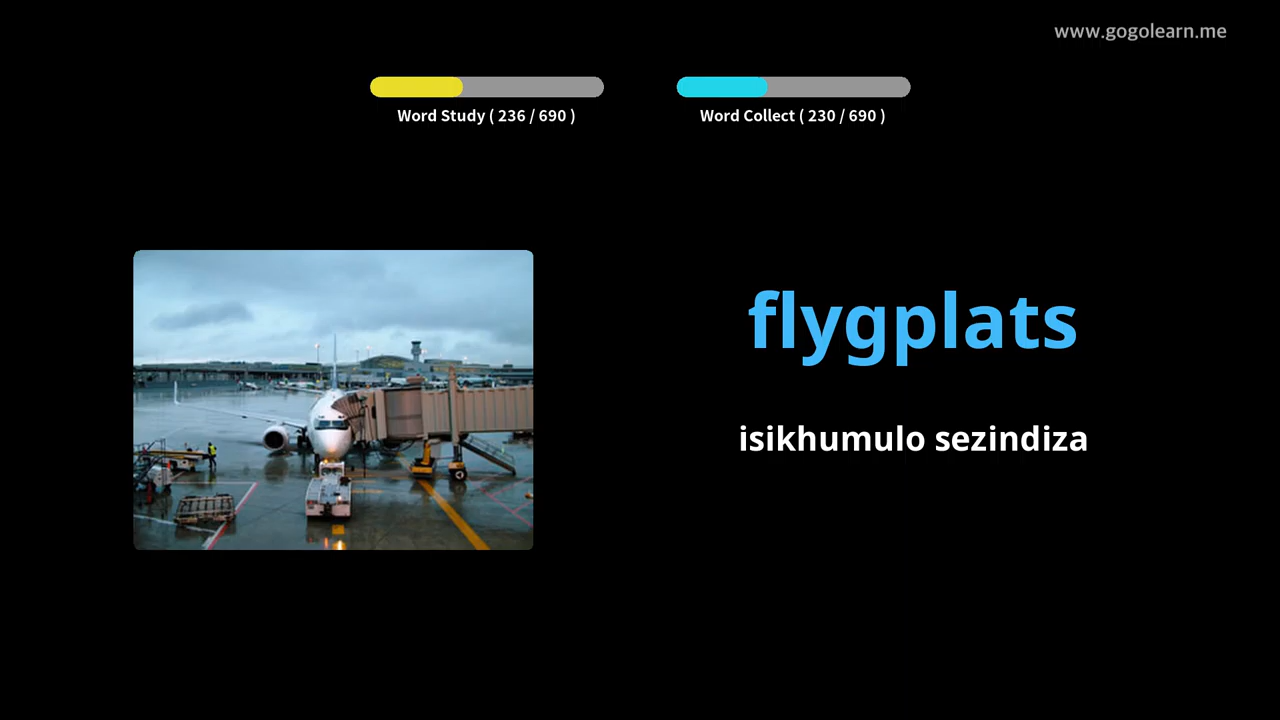 www.gogolearn.me
Word Study ( 236 / 690 )
Word Collect ( 230 / 690 )
flygplats
isikhumulo sezindiza